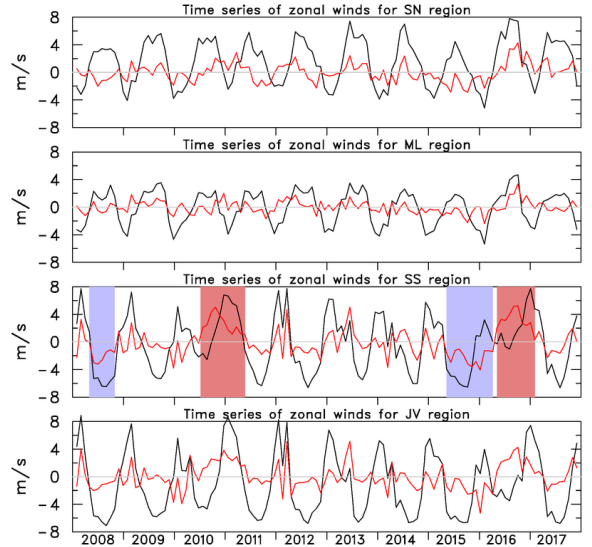 Time series of zonal winds for SN region
8
4
0
-4
-8
m/s
Time series of zonal winds for ML region
8
4
0
-4
-8
m/s
Time series of zonal winds for SS region
8
4
0
-4
-8
m/s
Time series of zonal winds for JV region
8
4
0
-4
-8
m/s
2008 2009 2010 2011 2012 2013 2014 2015 2016 2017